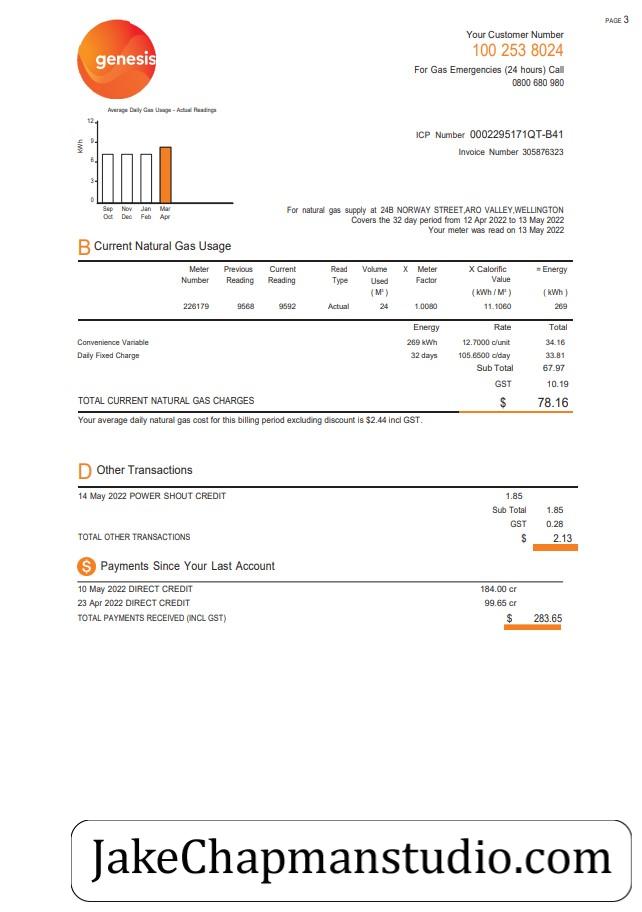 PAGE 3
genesis
Your Customer Number
100 253 8024
For Gas Emergencies (24 hours) Call
0800 680 980
Average Daily Gas Usage - Actual Readings
kWh
12
9
6
3
0
Sep Nov Jan Mar
Oct Dec Feb Apr
ICP Number 0002295171QT-B41
Invoice Number 305876323
For natural gas supply at 24B NORWAY STREET,ARO VALLEY,WELLINGTON
Covers the 32 day period from 12 Apr 2022 to 13 May 2022
Your meter was read on 13 May 2022
B Current Natural Gas Usage
Meter Previous Current Read Volume X Meter X Calorific = Energy
Number Reading Reading Type Used Factor Value
( M³ ) ( kWh / M³ ) ( kWh )
226179 9568 9592 Actual 24 1.0080 11.1060 269
Energy Rate Total
Convenience Variable 269 kWh 12.7000 c/unit 34.16
Daily Fixed Charge 32 days 105.6500 c/day 33.81
Sub Total 67.97
GST 10.19
TOTAL CURRENT NATURAL GAS CHARGES $ 78.16
Your average daily natural gas cost for this billing period excluding discount is $2.44 incl GST.
D Other Transactions
14 May 2022 POWER SHOUT CREDIT 1.85
Sub Total 1.85
GST 0.28
TOTAL OTHER TRANSACTIONS $ 2.13
$ Payments Since Your Last Account
10 May 2022 DIRECT CREDIT 184.00 cr
23 Apr 2022 DIRECT CREDIT 99.65 cr
TOTAL PAYMENTS RECEIVED (INCL GST) $ 283.65
JakeChapmanstudio.com